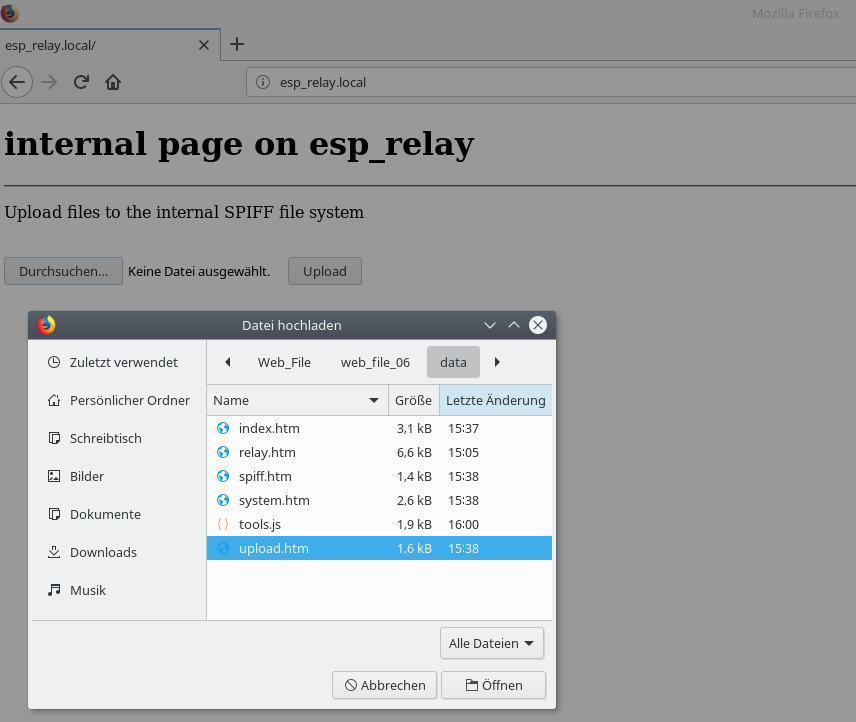 Mozilla Firefox
esp_relay.local/
esp_relay.local
internal page on esp_relay
Upload files to the internal SPIFF file system
Durchsuchen... Keine Datei ausgewählt. Upload
Datei hochladen
Zuletzt verwendet
Persönlicher Ordner
Schreibtisch
Bilder
Dokumente
Downloads
Musik
Web_File web_file_06 data
Name Größe Letzte Änderung
index.htm 3,1 kB 15:37
relay.htm 6,6 kB 15:05
spiff.htm 1,4 kB 15:38
system.htm 2,6 kB 15:38
tools.js 1,9 kB 16:00
upload.htm 1,6 kB 15:38
Alle Dateien
Abbrechen Öffnen